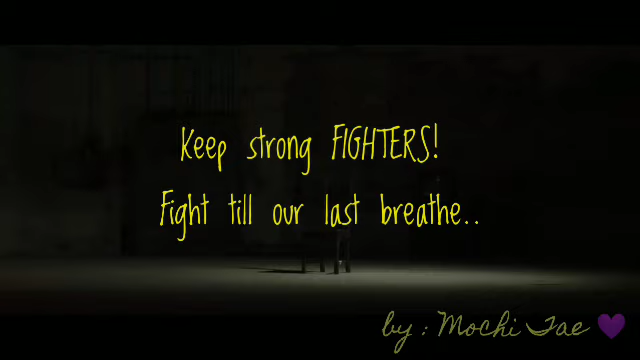 Keep strong FIGHTERS!
Fight till our last breathe..
by : Mochi Tae 💜